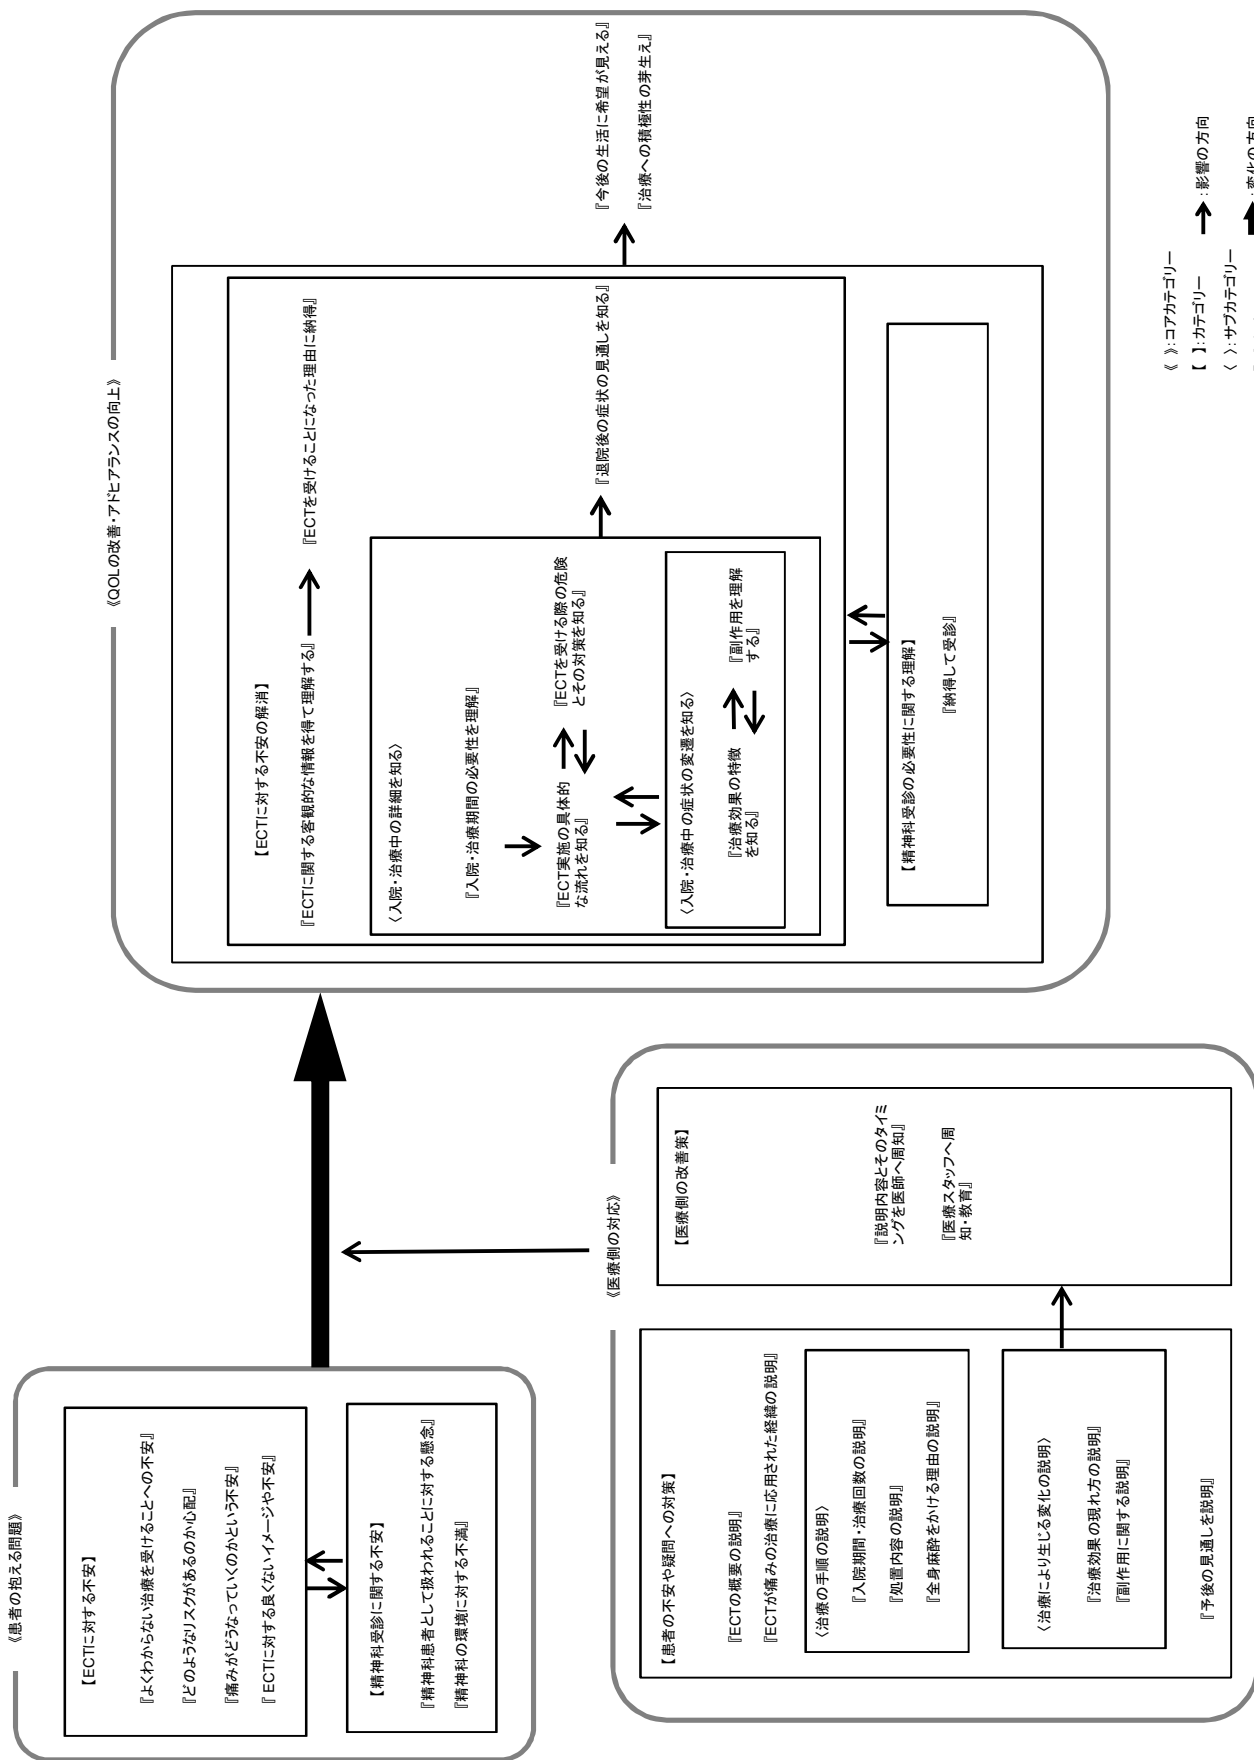 《患者の抱える問題》
【ECTに対する不安】
『よくわからない治療を受けることへの不安』
『どのようなリスクがあるのか心配』
『痛みがどうなっていくのかという不安』
『 ECTに対する良くないイメージや不安』
【精神科受診に関する不安】
『精神科患者として扱われることに対する懸念』
『精神科の環境に対する不満』
《医療側の対応》
【患者の不安や疑問への対策】
『ECTの概要の説明』
『ECTが痛みの治療に応用された経緯の説明』
〈治療の手順の説明〉
『入院期間・治療回数の説明』
『処置内容の説明』
『全身麻酔をかける理由の説明』
〈治療により生じる変化の説明〉
『治療効果の現れ方の説明』
『副作用に関する説明』
『予後の見通しを説明』
【医療側の改善策】
『説明内容とそのタイミ
ングを医師へ周知』
『医療スタッフへ周
知・教育』
《QOLの改善・アドヒアランスの向上》
【ECTに対する不安の解消】
『ECTに関する客観的な情報を得て理解する』
『ECTを受けることになった理由に納得』
〈入院・治療中の詳細を知る〉
『入院・治療期間の必要性を理解』
『ECT実施の具体的
な流れを知る』
『ECTを受ける際の危険
とその対策を知る』
〈入院・治療中の症状の変遷を知る〉
『治療効果の特徴
を知る』
『副作用を理解
する』
『退院後の症状の見通しを知る』
【精神科受診の必要性に関する理解】
『納得して受診』
『今後の生活に希望が見える』
『治療への積極性の芽生え』
《 》:コアカテゴリー
【 】:カテゴリー
:影響の方向
〈 〉:サブカテゴリー
:変化の方向